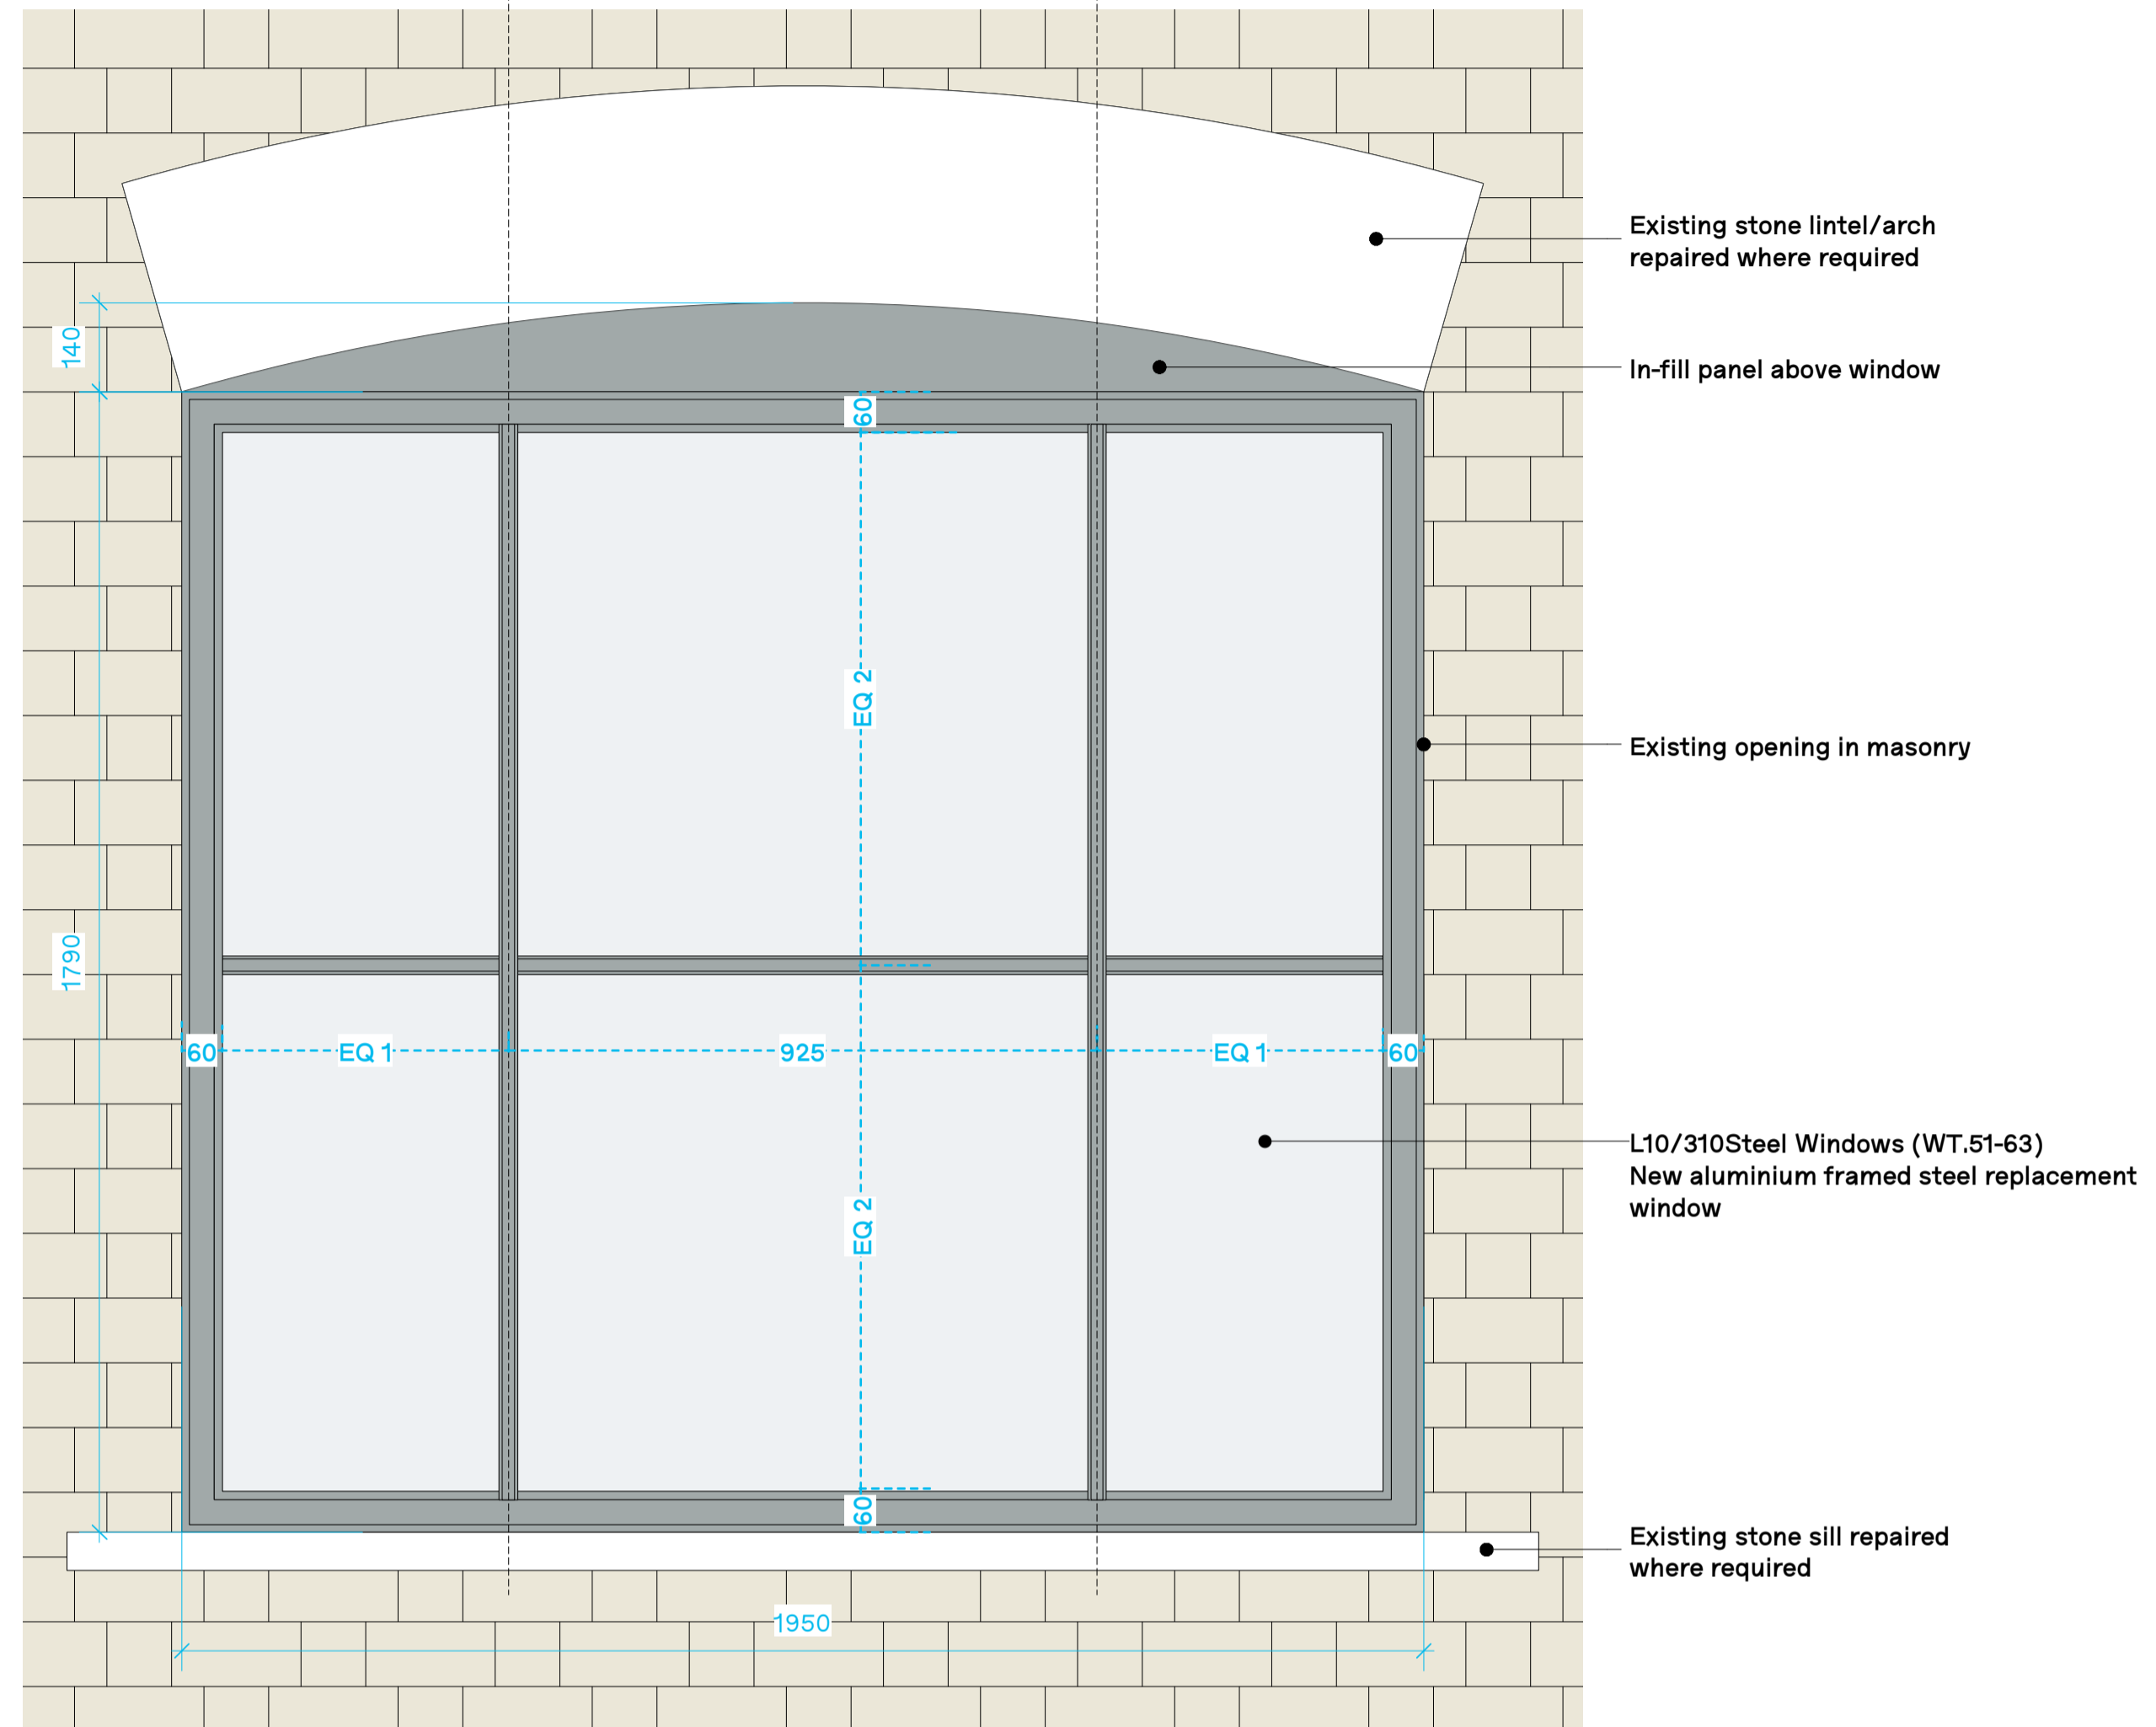 Existing stone lintel/arch
repaired where required
140
In-fill panel above window
60
EQ 2
Existing opening in masonry
1790
60
EQ 1
925
EQ 1
60
L10/310Steel Windows (WT.51-63)
New aluminium framed steel replacement
window
EQ 2
60
Existing stone sill repaired
where required
1950